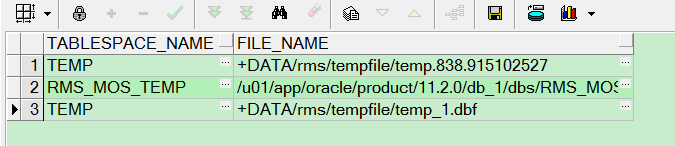 TABLESPACE_NAME FILE_NAME
1 TEMP +DATA/rms/tempfile/temp.838.915102527
2 RMS_MOS_TEMP /u01/app/oracle/product/11.2.0/db_1/dbs/RMS_MOS
3 TEMP +DATA/rms/tempfile/temp_1.dbf